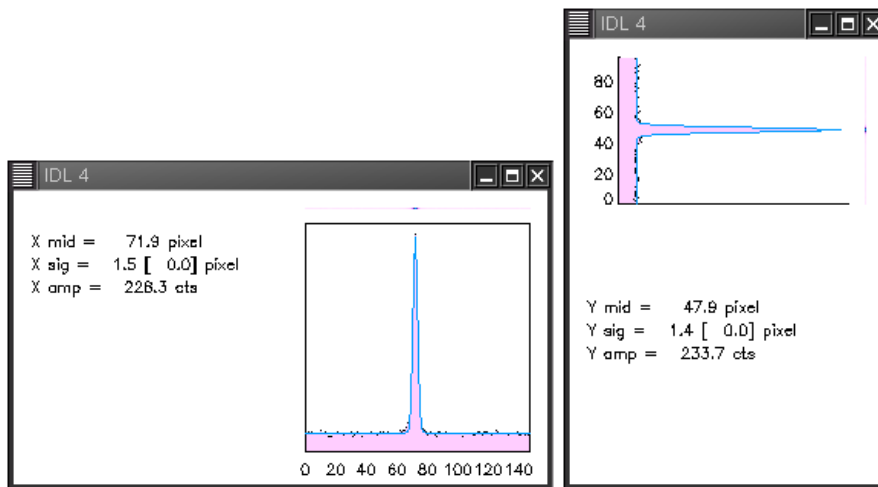 IDL 4
X mid = 71.9 pixel
X sig = 1.5 [ 0.0] pixel
X amp = 226.3 cts
0 20 40 60 80 100 120 140
IDL 4
80
60
40
20
0
Y mid = 47.9 pixel
Y sig = 1.4 [ 0.0] pixel
Y amp = 233.7 cts